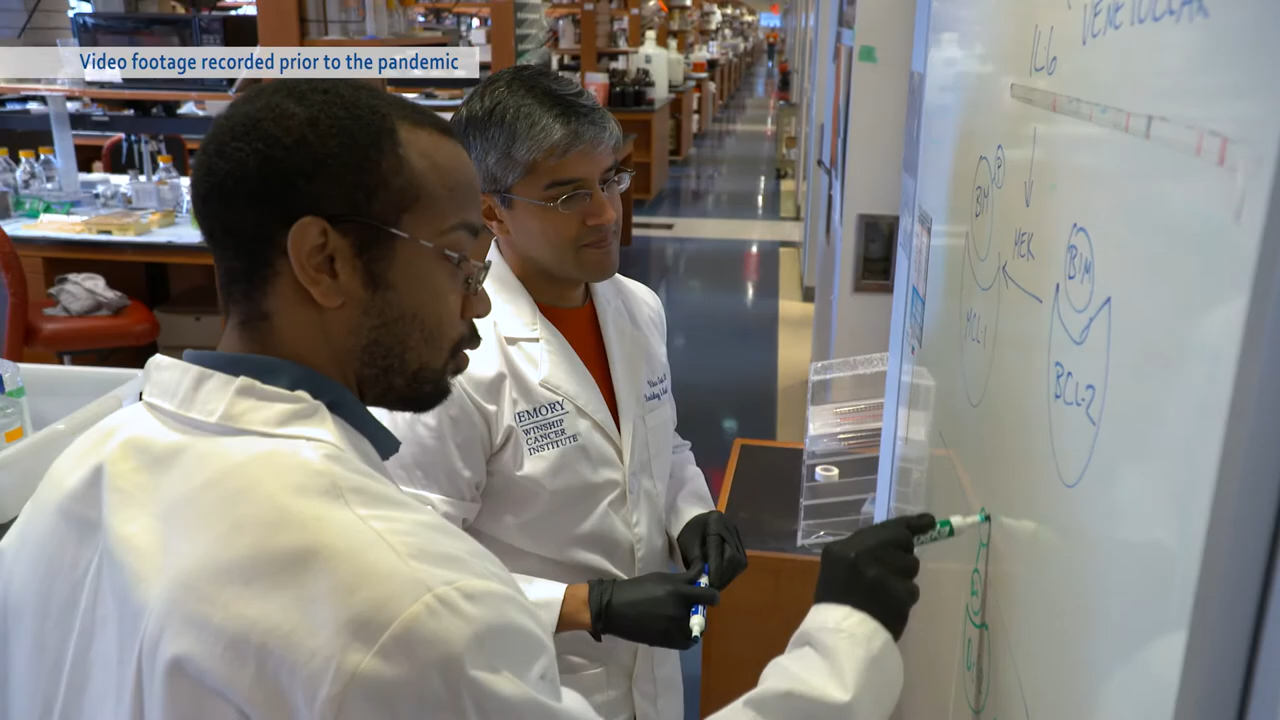 Video footage recorded prior to the pandemic
VENETOCLAX
IL6
P
BIM
MEK
BIM
MCL-1
BCL-2
EMORY
WINSHIP
CANCER
INSTITUTE